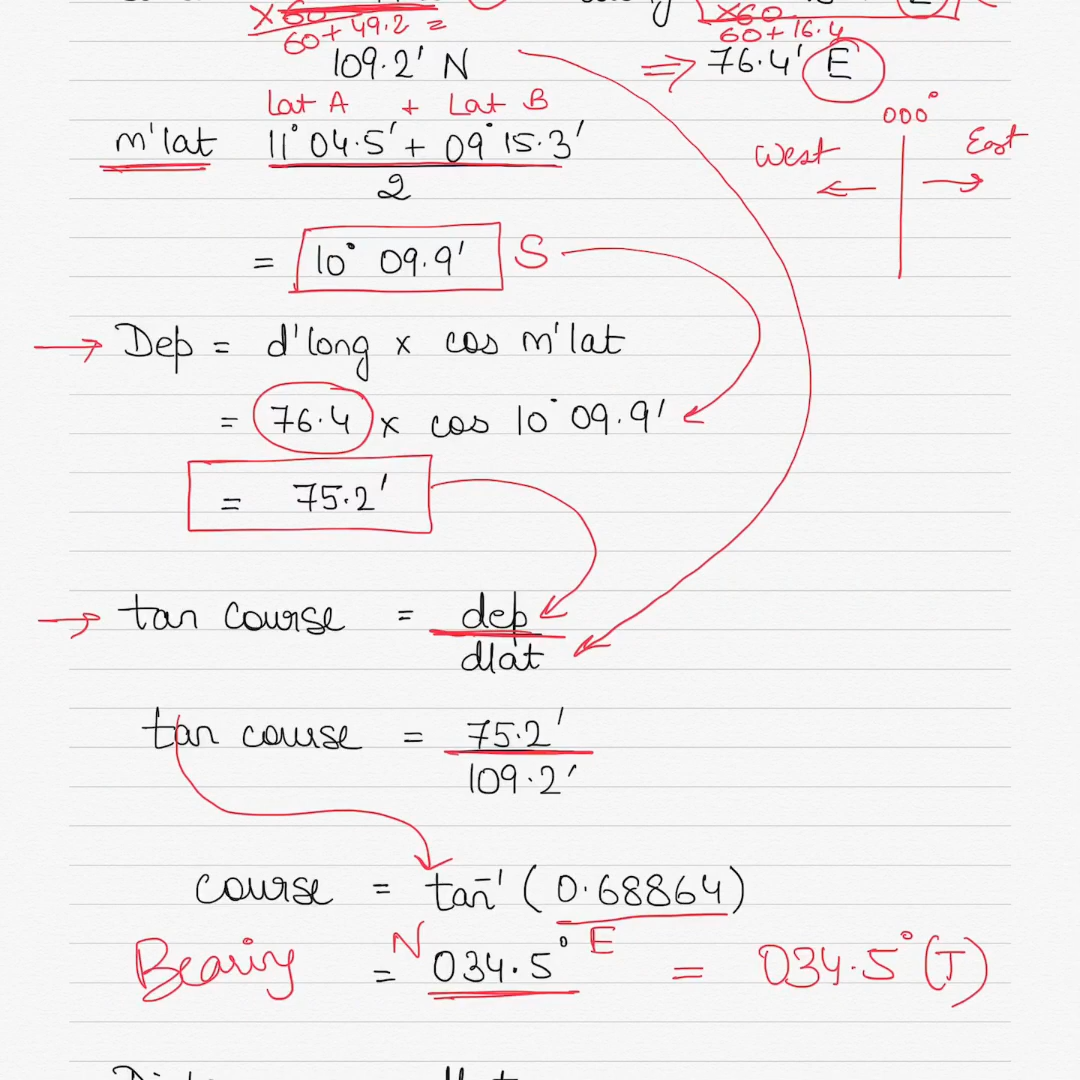 ×60 ×60
60+49.2 = 60+16.4
109.2' N ⇒ 76.4' E
Lat A + Lat B 000°
m'lat 11° 04.5' + 09° 15.3' West East
2
= 10° 09.9' S
→ Dep = d'long x cos m'lat
= 76.4 x cos 10° 09.9'
= 75.2'
→ tan course = dep
dlat
tan course = 75.2'
109.2'
course = tan⁻¹ (0.68864)
Bearing = N 034.5° E = 034.5° (T)